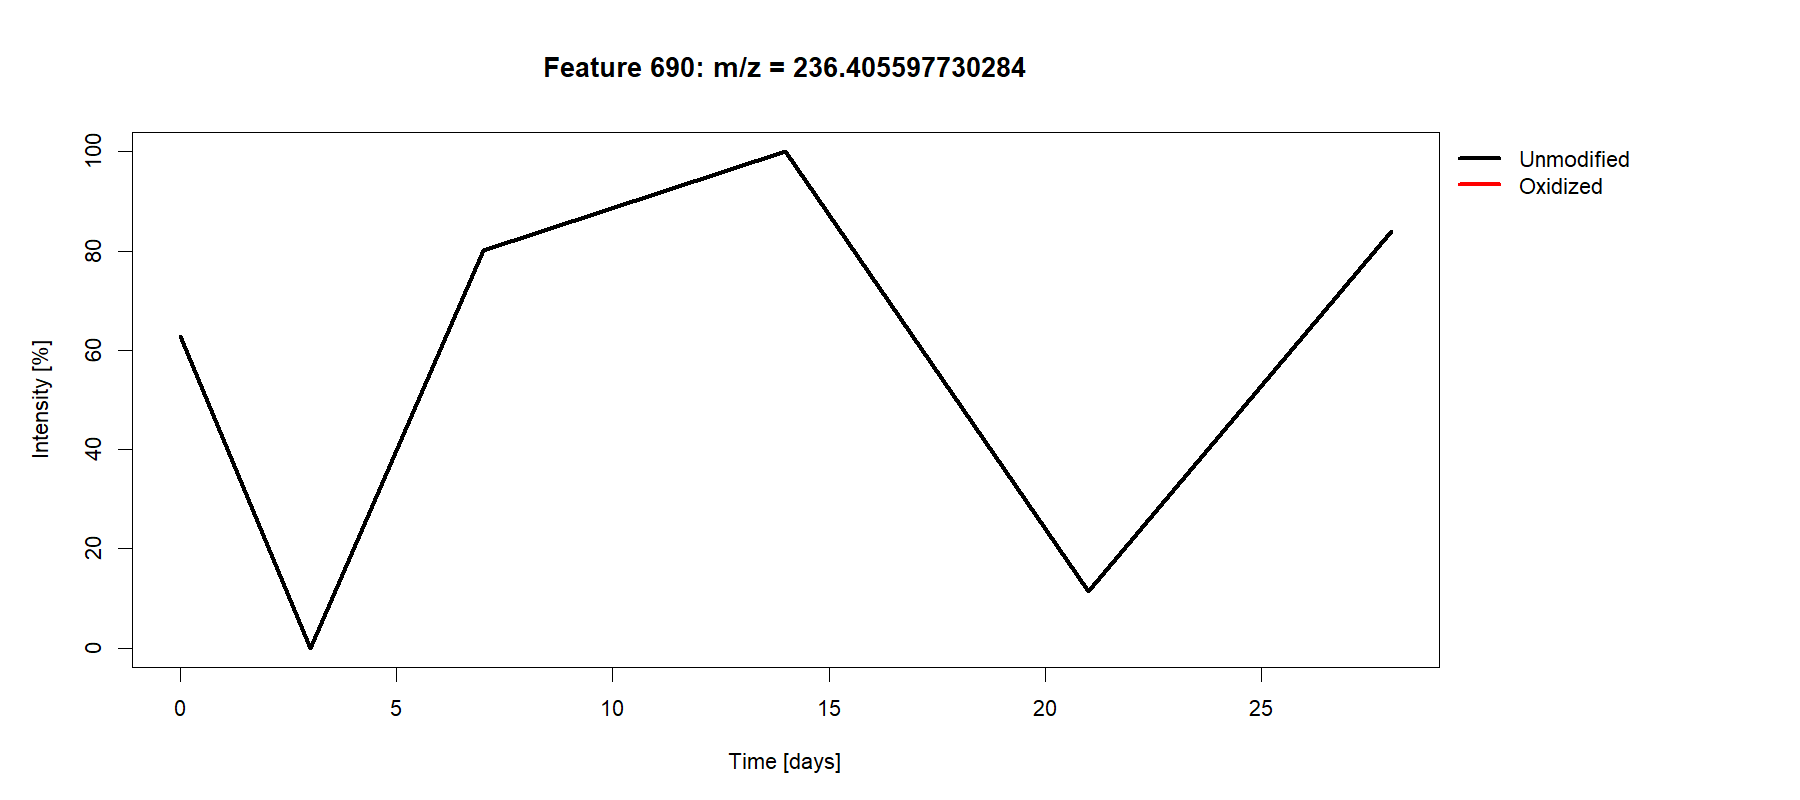 Feature 690: m/z = 236.405597730284
Unmodified
Oxidized
Intensity [%]
100
80
60
40
20
0
0 5 10 15 20 25
Time [days]